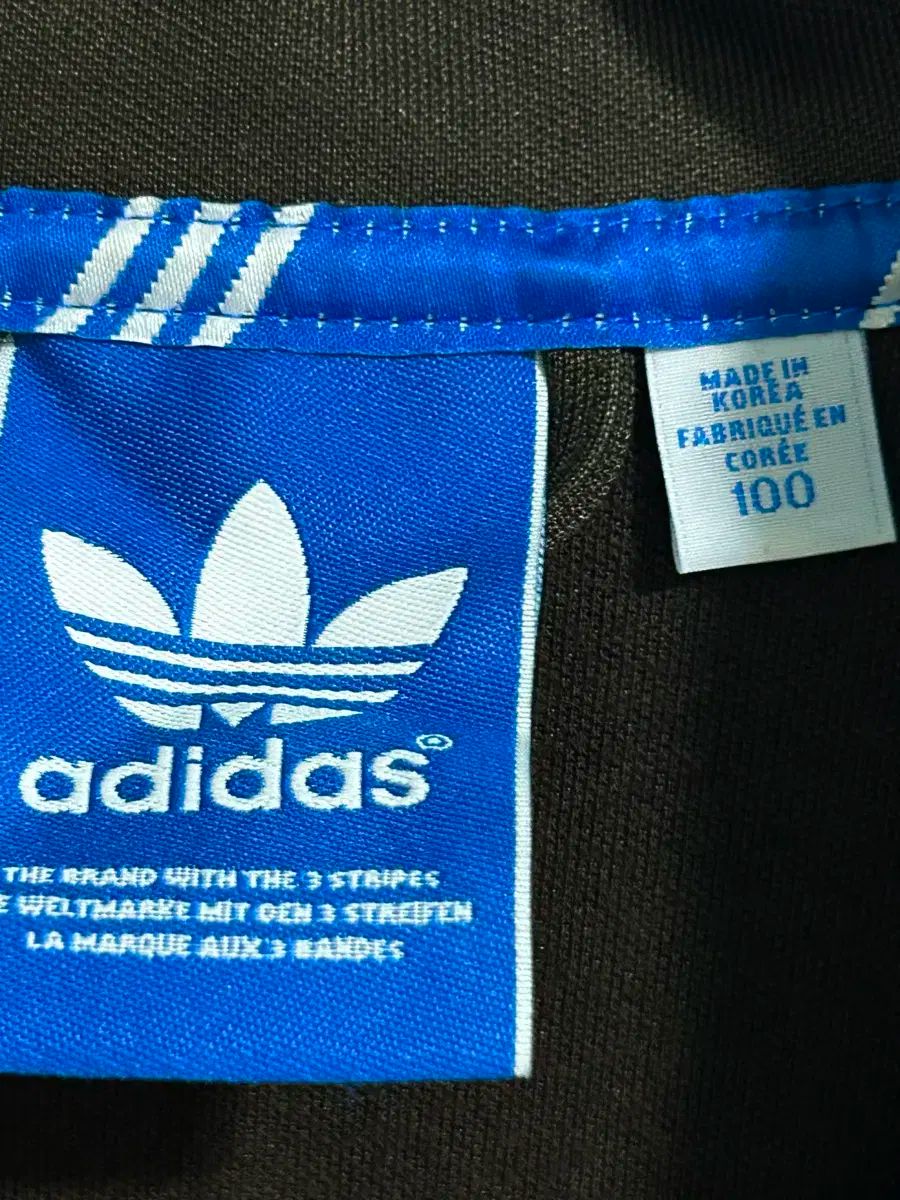 MADE IN
KOREA
FABRIQUÉ EN
CORÉE
100
adidas®
THE BRAND WITH THE 3 STRIPES
WELTMARKE MIT DEN 3 STREIFEN
LA MARQUE AUX 3 BANDES